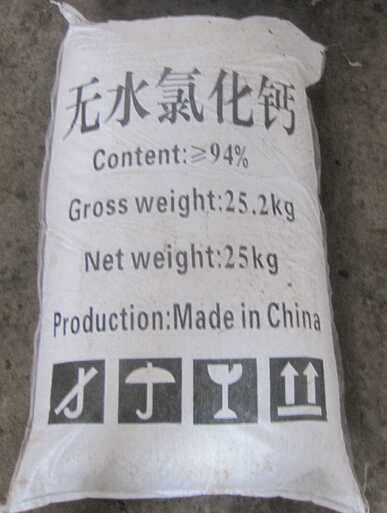 无水氯化钙
Content:≥94%
Gross weight:25.2kg
Net weight:25kg
Production:Made in China